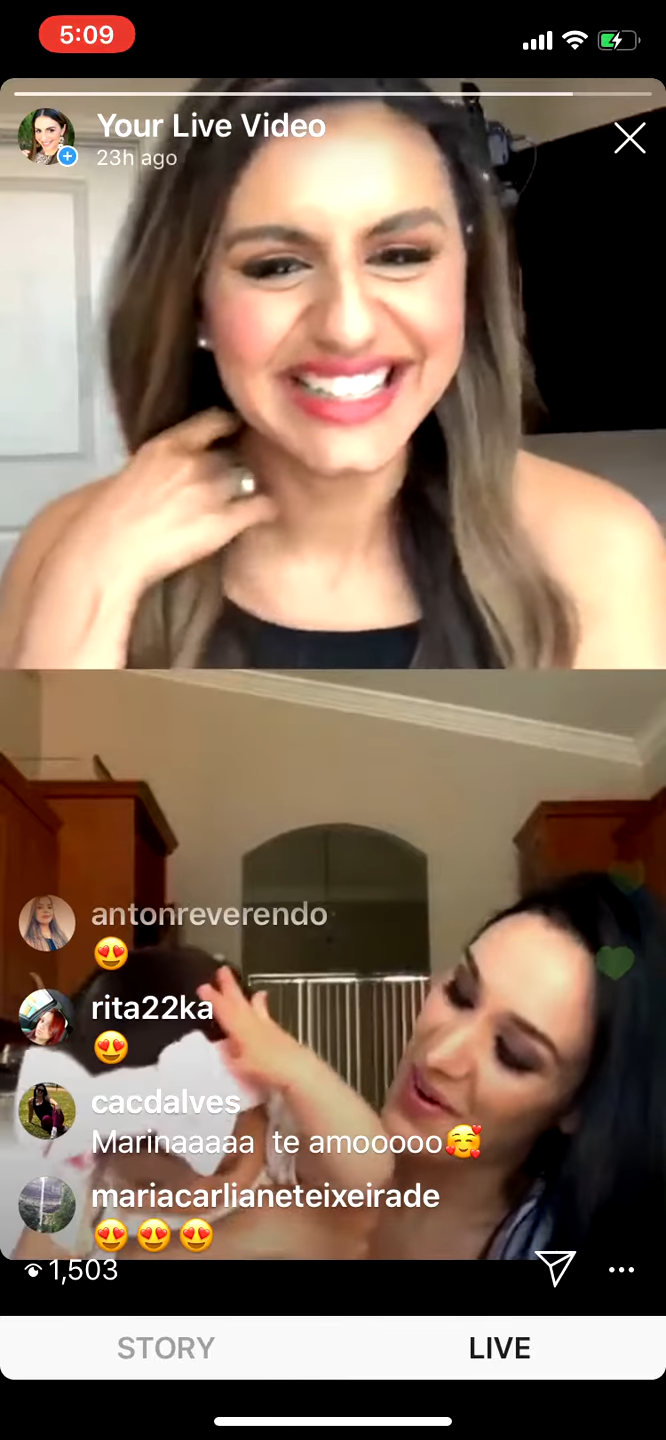 5:09
Your Live Video
23h ago
antonreverendo
😍
rita22ka
😍
cacdalves
Marinaaaaa te amooooo🥰
mariacarlianeteixeirade
😍 😍 😍
1,503
STORY
LIVE